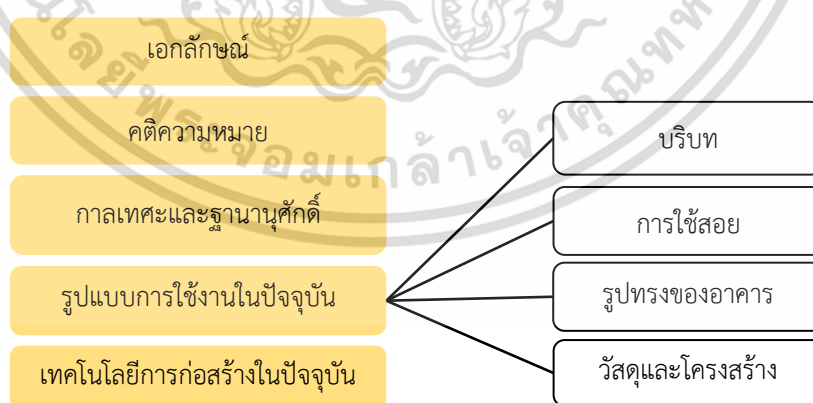 เอกลักษณ์
คติความหมาย
กาลเทศะและฐานานุศักดิ์
รูปแบบการใช้งานในปัจจุบัน
เทคโนโลยีการก่อสร้างในปัจจุบัน
บริบท
การใช้สอย
รูปทรงของอาคาร
วัสดุและโครงสร้าง